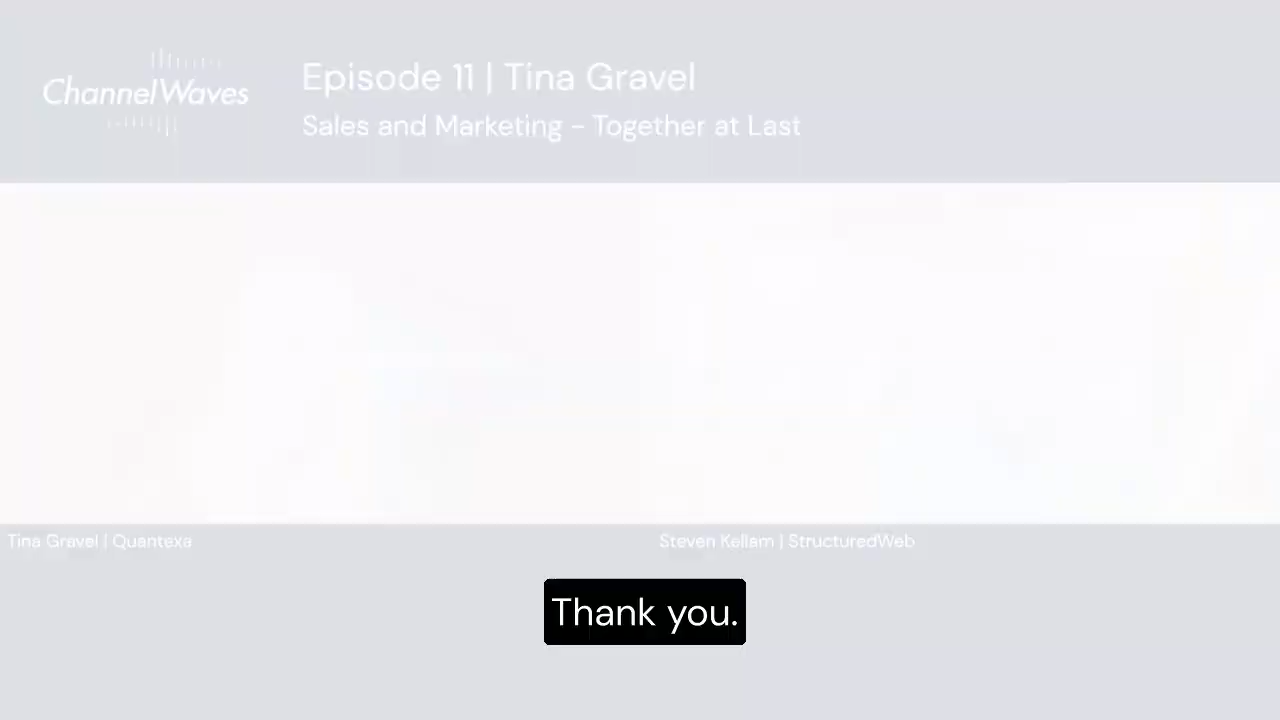 ChannelWaves
Episode 11 | Tina Gravel
Sales and Marketing - Together at Last
Tina Gravel | Quantexa
Steven Kellam | StructuredWeb
Thank you.